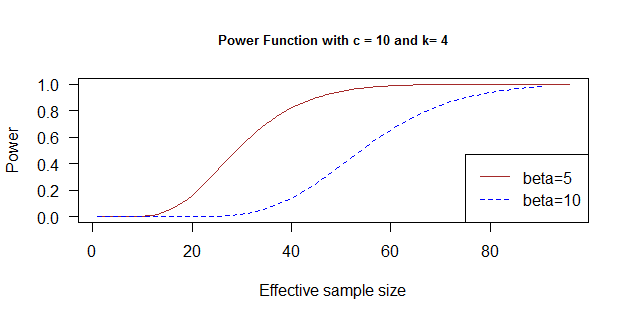 Power Function with c = 10 and k= 4
Power
1.0
0.8
0.6
0.4
0.2
0.0
beta=5
beta=10
0 20 40 60 80
Effective sample size